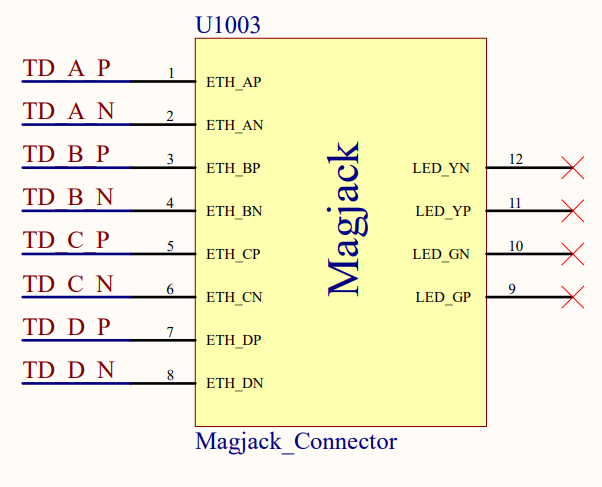 U1003
TD_A_P 1 ETH_AP
TD_A_N 2 ETH_AN
TD_B_P 3 ETH_BP LED_YN 12
TD_B_N 4 ETH_BN LED_YP 11
TD_C_P 5 ETH_CP LED_GN 10
TD_C_N 6 ETH_CN LED_GP 9
TD_D_P 7 ETH_DP
TD_D_N 8 ETH_DN
Magjack
Magjack_Connector